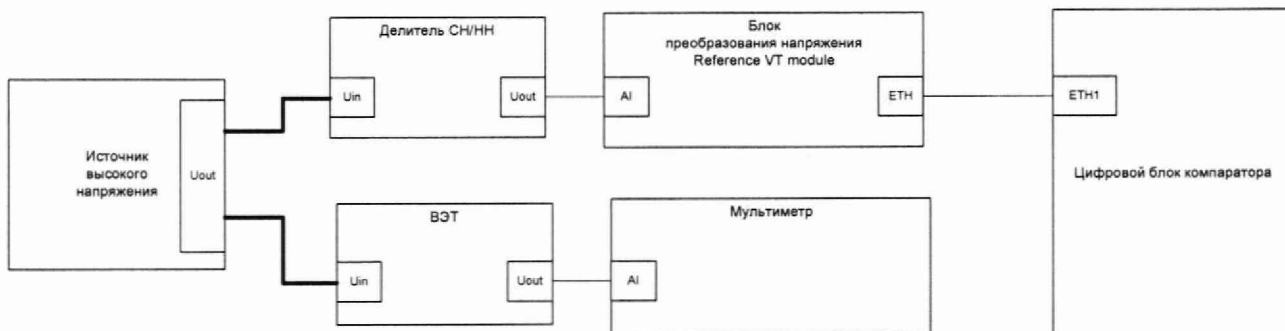 Делитель СН/НН
Uin
Uout
Блок
преобразования напряжения
Reference VT module
AI
ETH
ETH1
Цифровой блок компаратора
Источник
высокого
напряжения
Uout
ВЭТ
Uin
Uout
Мультиметр
AI